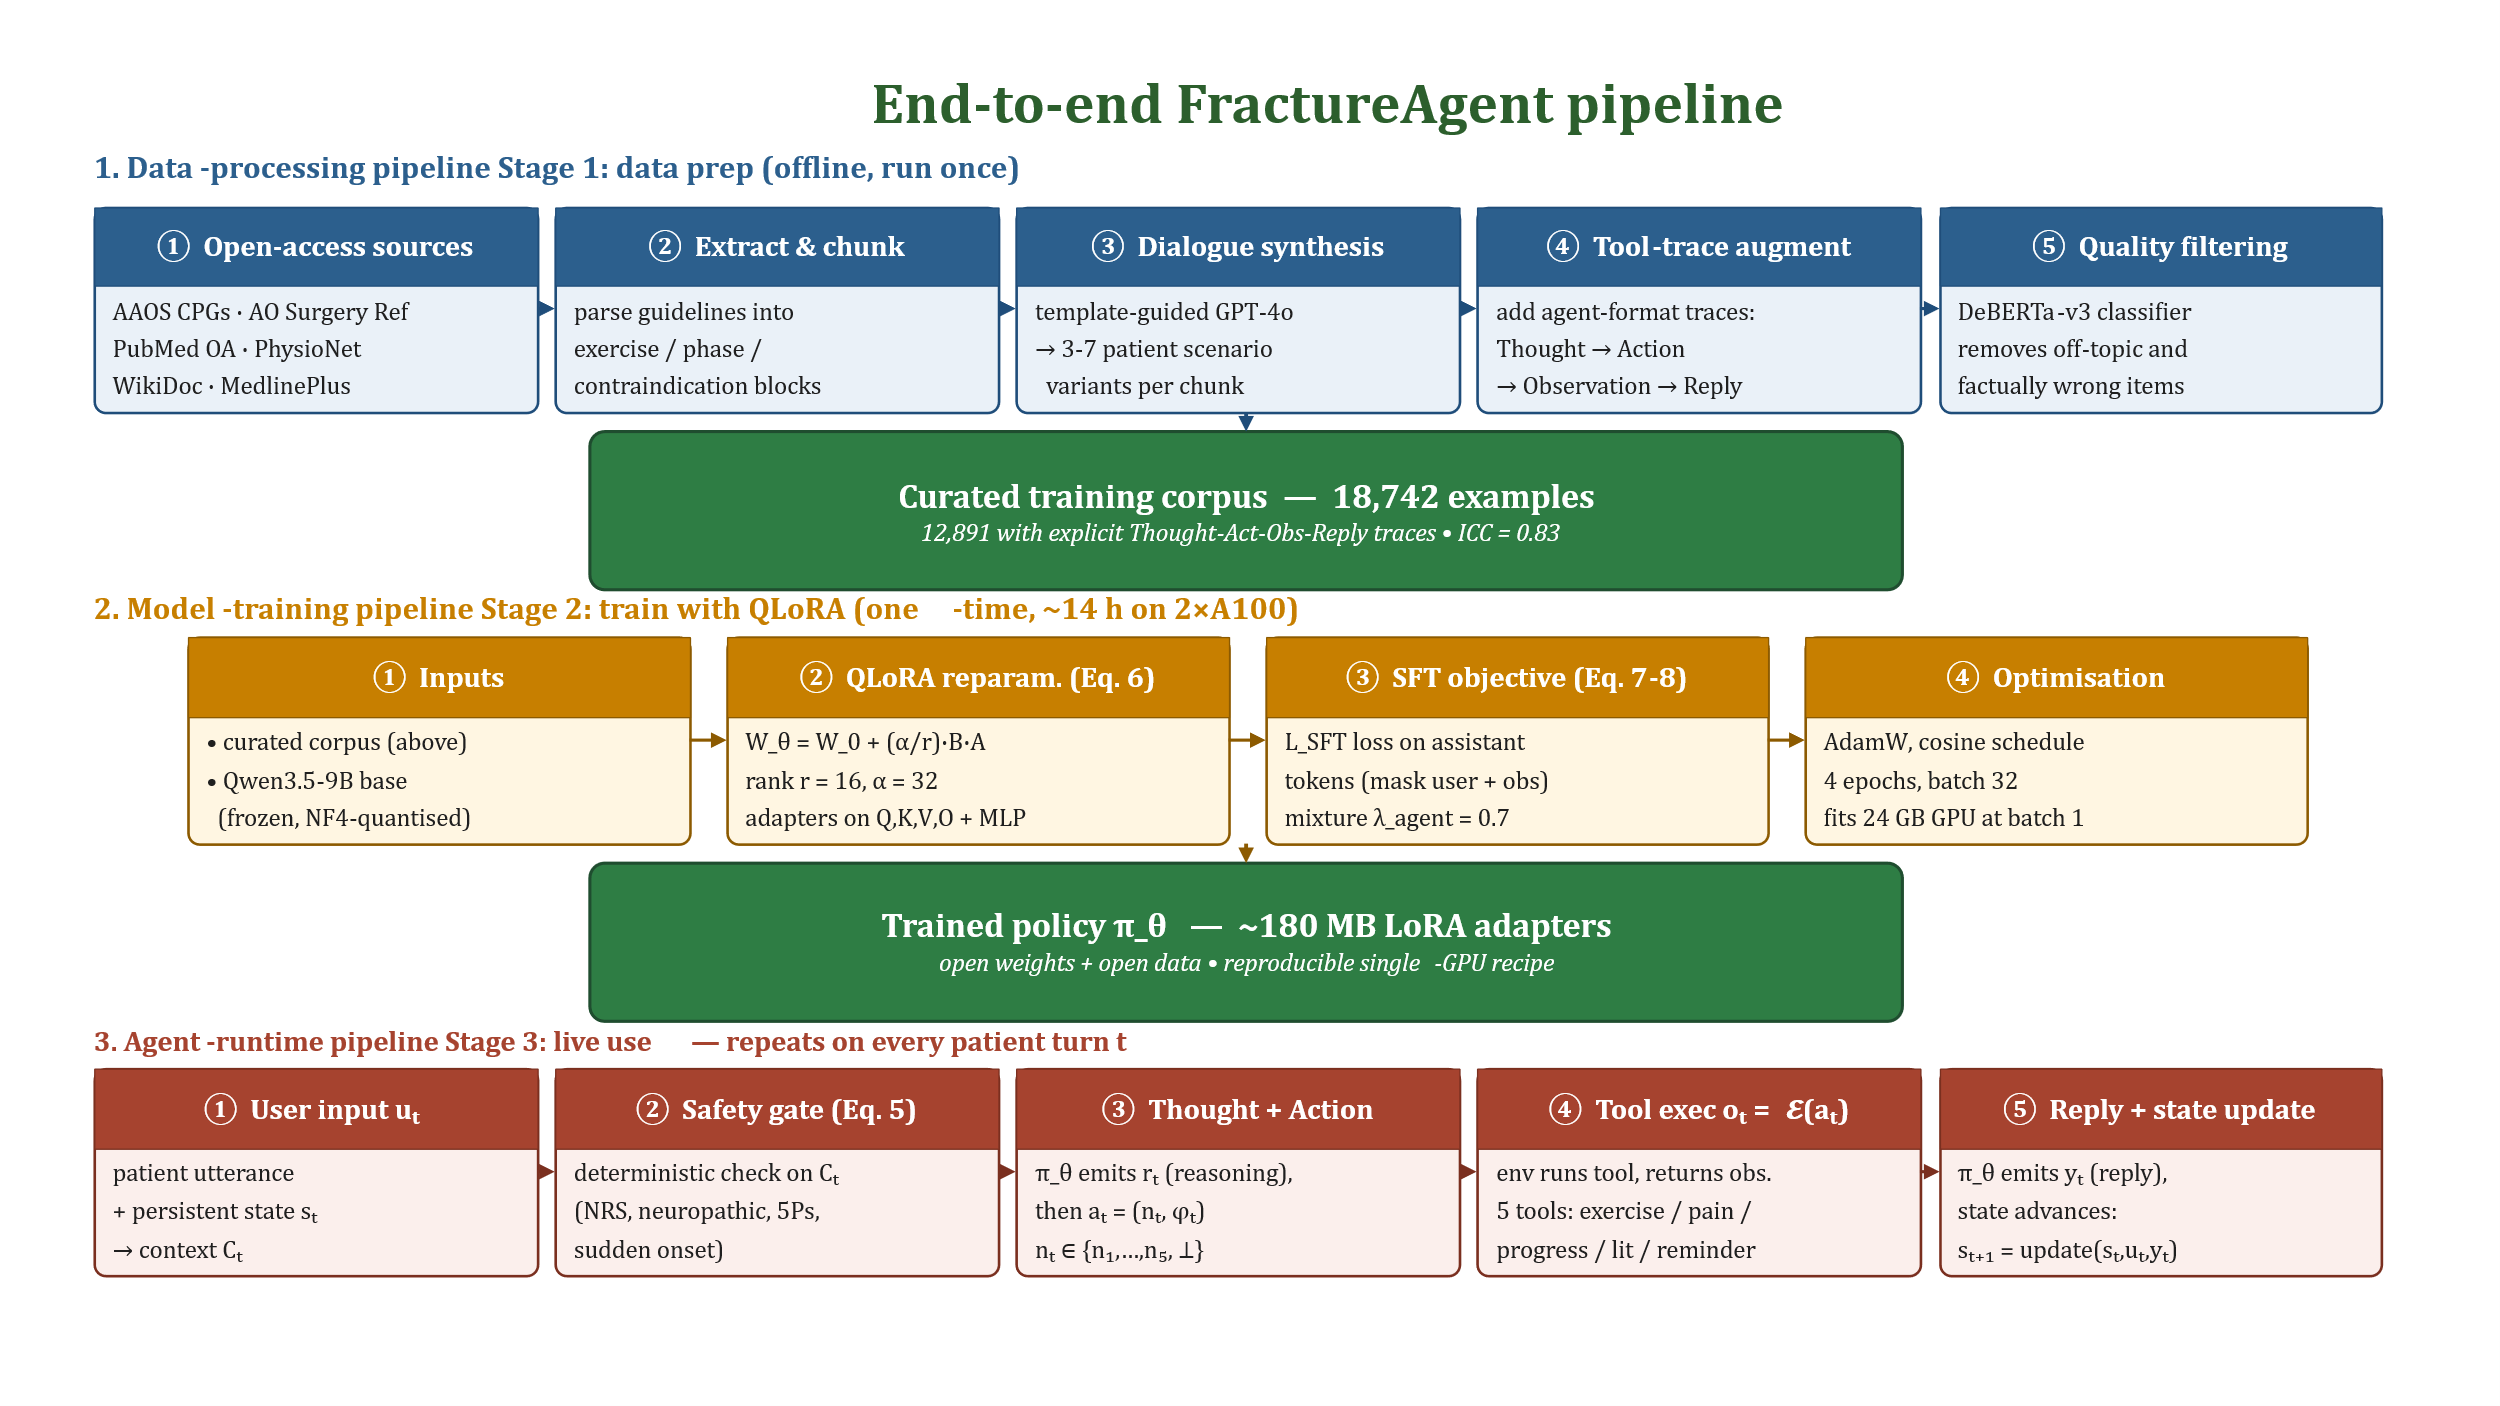 End-to-end FractureAgent pipeline
1. Data -processing pipeline Stage 1: data prep (offline, run once)
① Open-access sources
AAOS CPGs · AO Surgery Ref
PubMed OA · PhysioNet
WikiDoc · MedlinePlus
② Extract & chunk
parse guidelines into
exercise / phase /
contraindication blocks
③ Dialogue synthesis
template-guided GPT-4o
→ 3-7 patient scenario
variants per chunk
④ Tool-trace augment
add agent-format traces:
Thought → Action
→ Observation → Reply
⑤ Quality filtering
DeBERTa-v3 classifier
removes off-topic and
factually wrong items
Curated training corpus — 18,742 examples
12,891 with explicit Thought-Act-Obs-Reply traces • ICC = 0.83
2. Model -training pipeline Stage 2: train with QLoRA (one -time, ~14 h on 2×A100)
① Inputs
• curated corpus (above)
• Qwen3.5-9B base
(frozen, NF4-quantised)
② QLoRA reparam. (Eq. 6)
W_θ = W_0 + (α/r)·B·A
rank r = 16, α = 32
adapters on Q,K,V,O + MLP
③ SFT objective (Eq. 7-8)
L_SFT loss on assistant
tokens (mask user + obs)
mixture λ_agent = 0.7
④ Optimisation
AdamW, cosine schedule
4 epochs, batch 32
fits 24 GB GPU at batch 1
Trained policy π_θ — ~180 MB LoRA adapters
open weights + open data • reproducible single -GPU recipe
3. Agent -runtime pipeline Stage 3: live use — repeats on every patient turn t
① User input uₜ
patient utterance
+ persistent state sₜ
→ context Cₜ
② Safety gate (Eq. 5)
deterministic check on Cₜ
(NRS, neuropathic, 5Ps,
sudden onset)
③ Thought + Action
π_θ emits rₜ (reasoning),
then aₜ = (nₜ, φₜ)
nₜ ∈ {n₁,…,n₅, ⊥}
④ Tool exec oₜ = ℰ(aₜ)
env runs tool, returns obs.
5 tools: exercise / pain /
progress / lit / reminder
⑤ Reply + state update
π_θ emits yₜ (reply),
state advances:
sₜ₊₁ = update(sₜ,uₜ,yₜ)